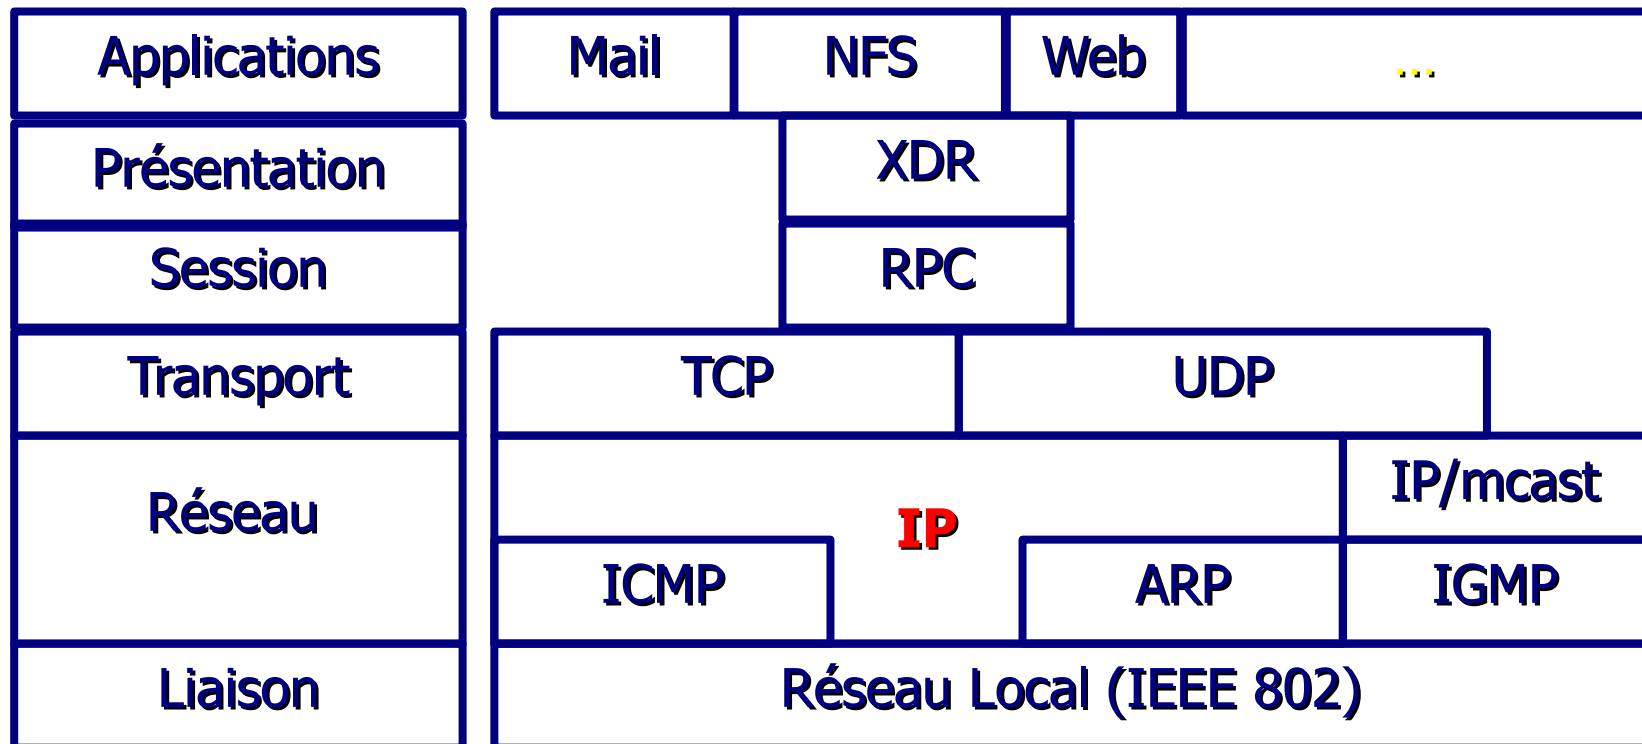 Applications Mail NFS Web ...
Présentation XDR
Session RPC
Transport TCP UDP
Réseau IP IP/mcast
ICMP ARP IGMP
Liaison Réseau Local (IEEE 802)